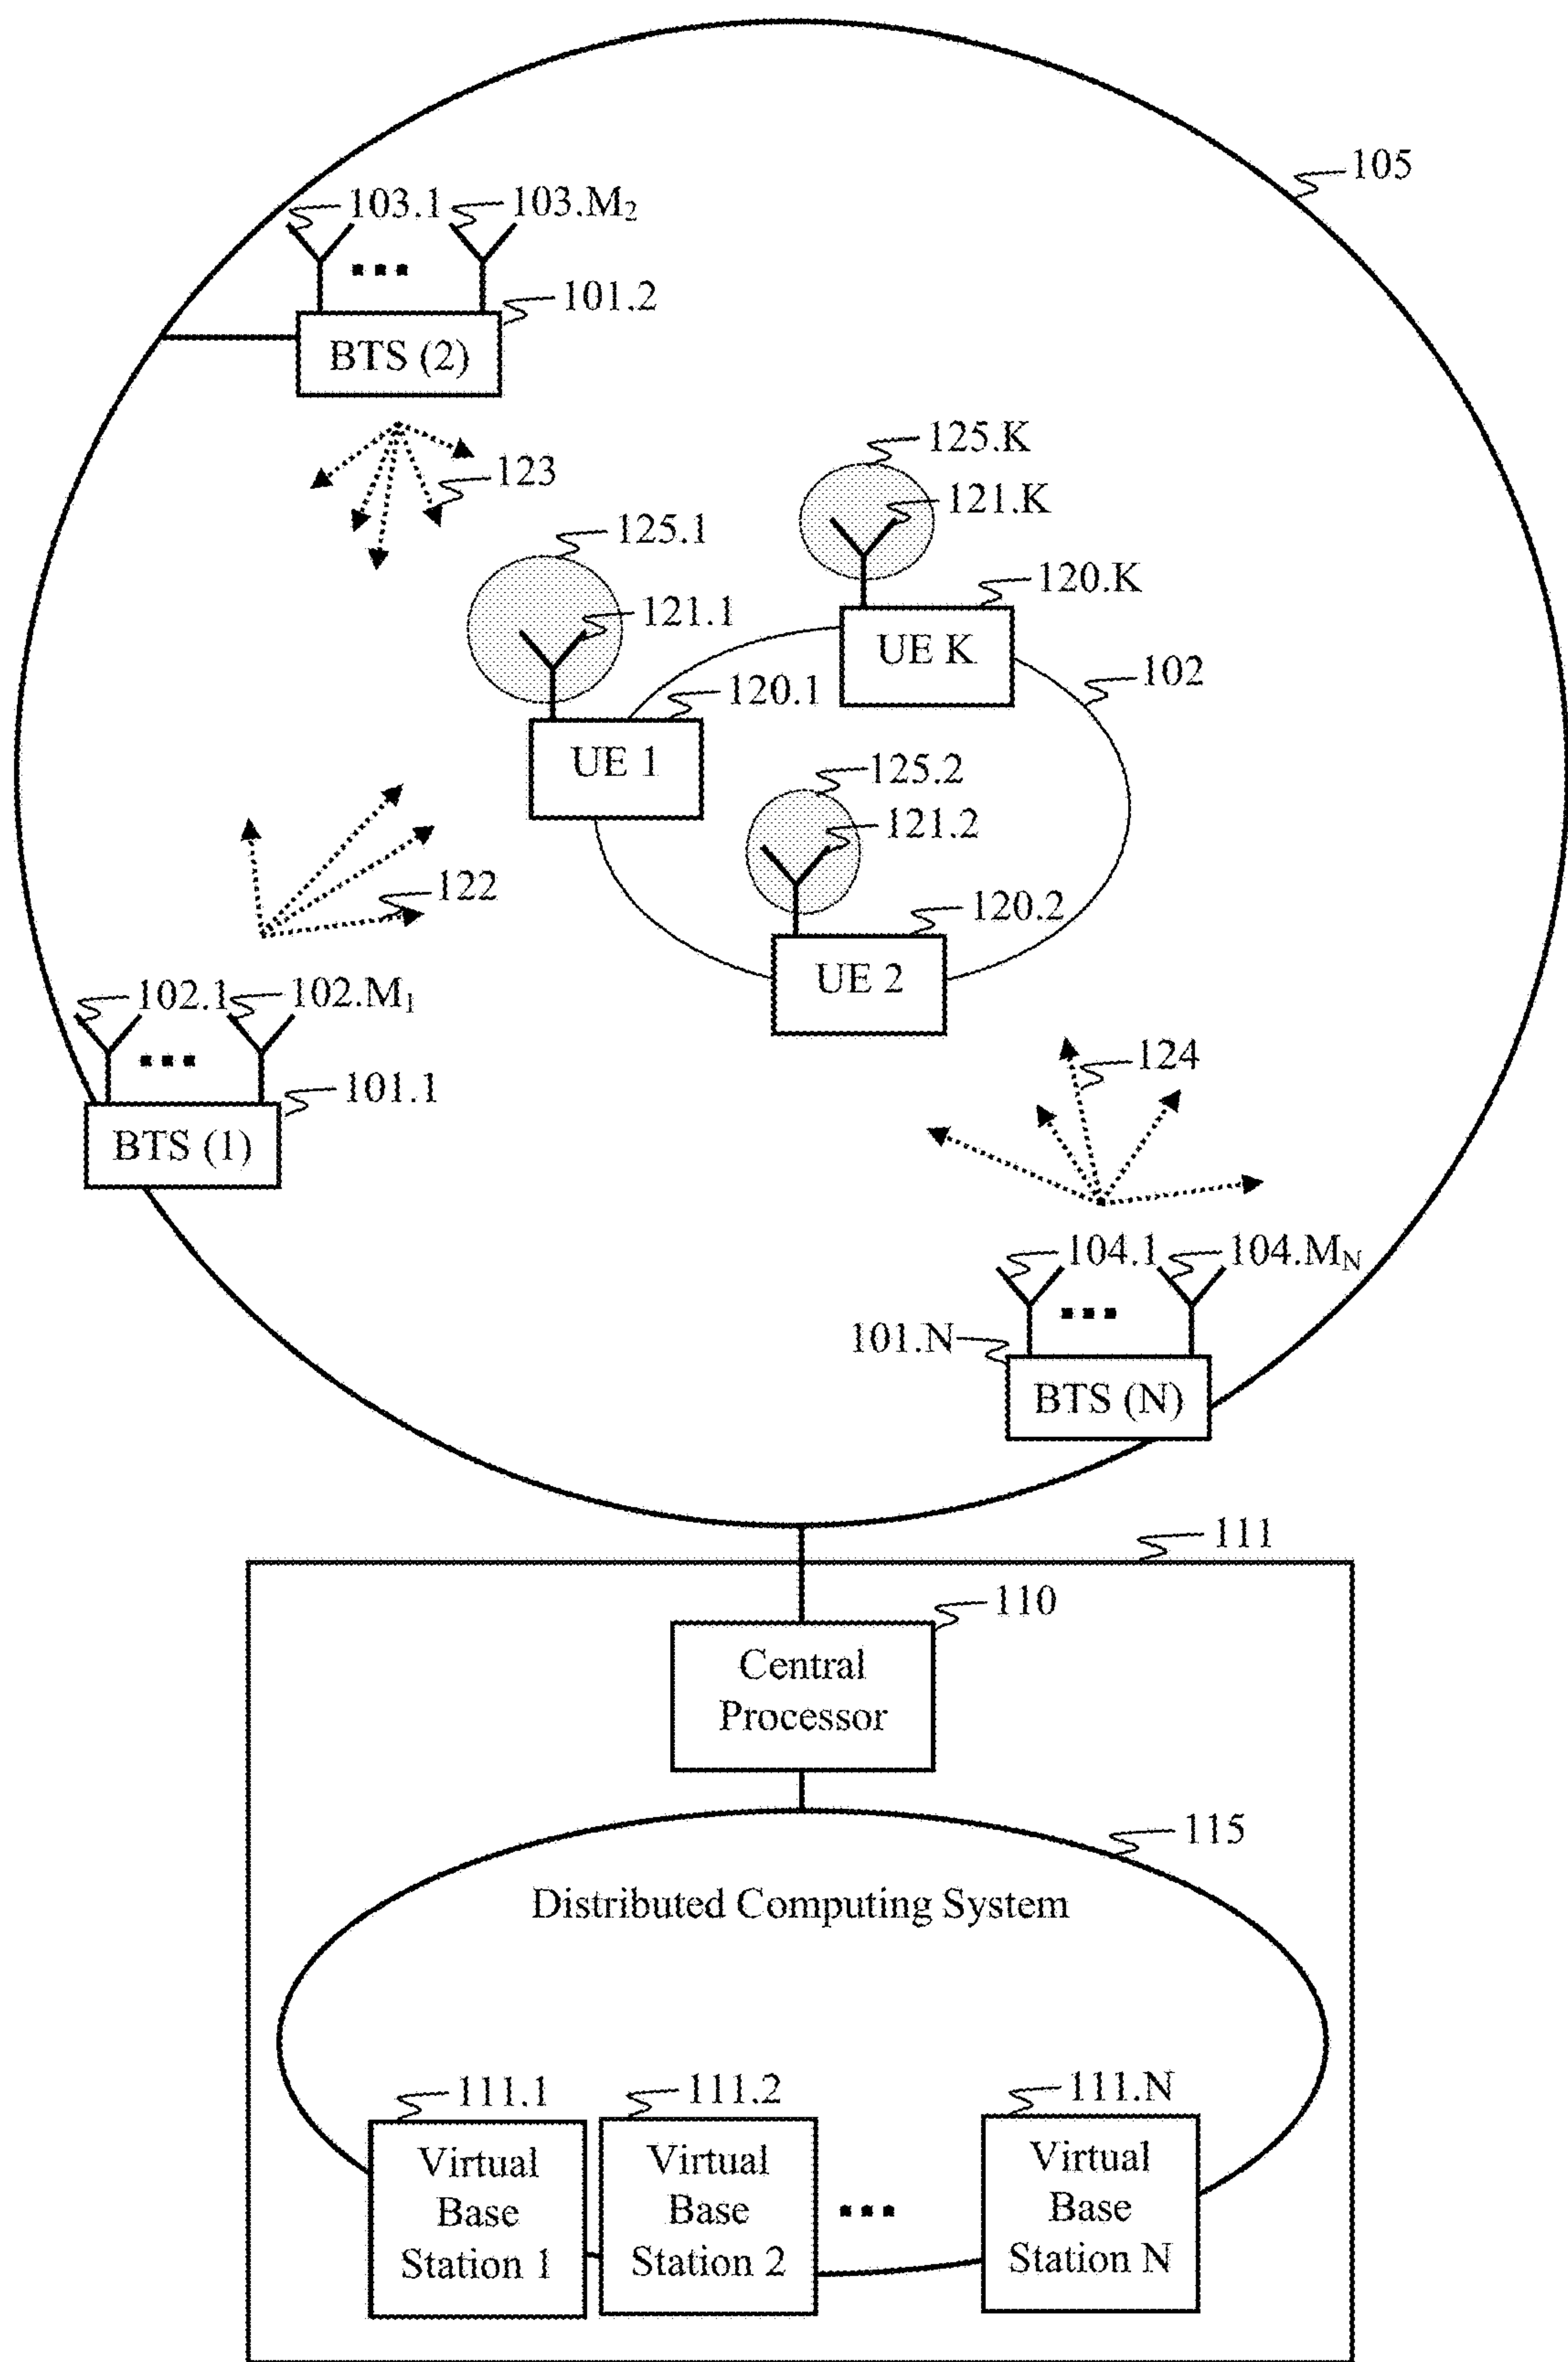 105
103.1
103.M₂
101.2
BTS (2)
125.K
123
121.K
125.1
120.K
121.1
UE K
102
120.1
UE 1
125.2
121.2
122
120.2
UE 2
102.1
102.M₁
124
101.1
BTS (1)
104.1
104.M_N
101.N
BTS (N)
111
110
Central
Processor
115
Distributed Computing System
111.1
111.2
111.N
Virtual
Base
Station 1
Virtual
Base
Station 2
Virtual
Base
Station N